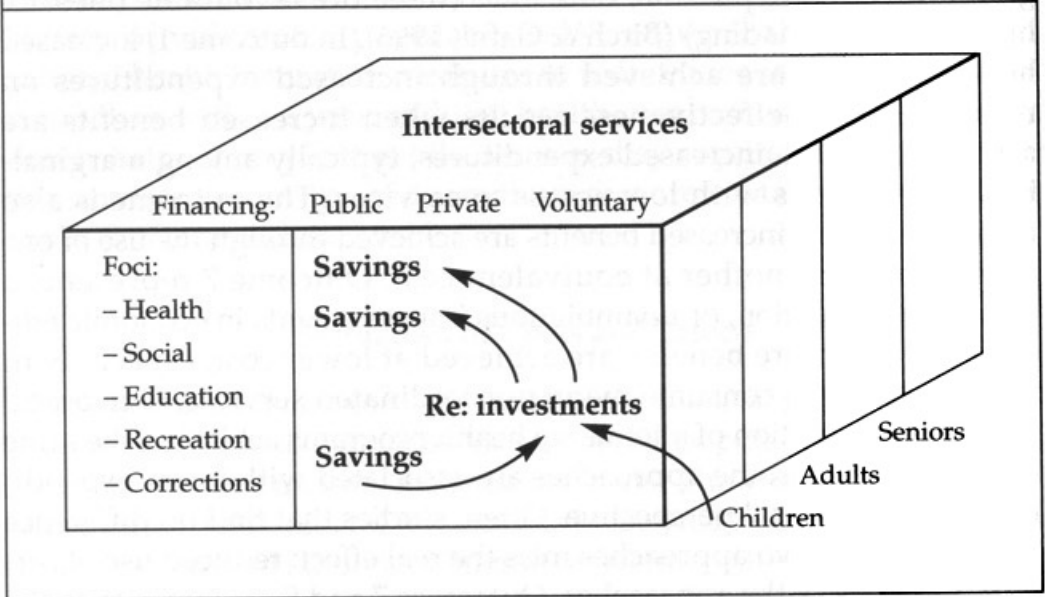 Intersectoral services
Financing: Public Private Voluntary
Foci:
– Health
– Social
– Education
– Recreation
– Corrections
Savings
Savings
Re: investments
Savings
Seniors
Adults
Children